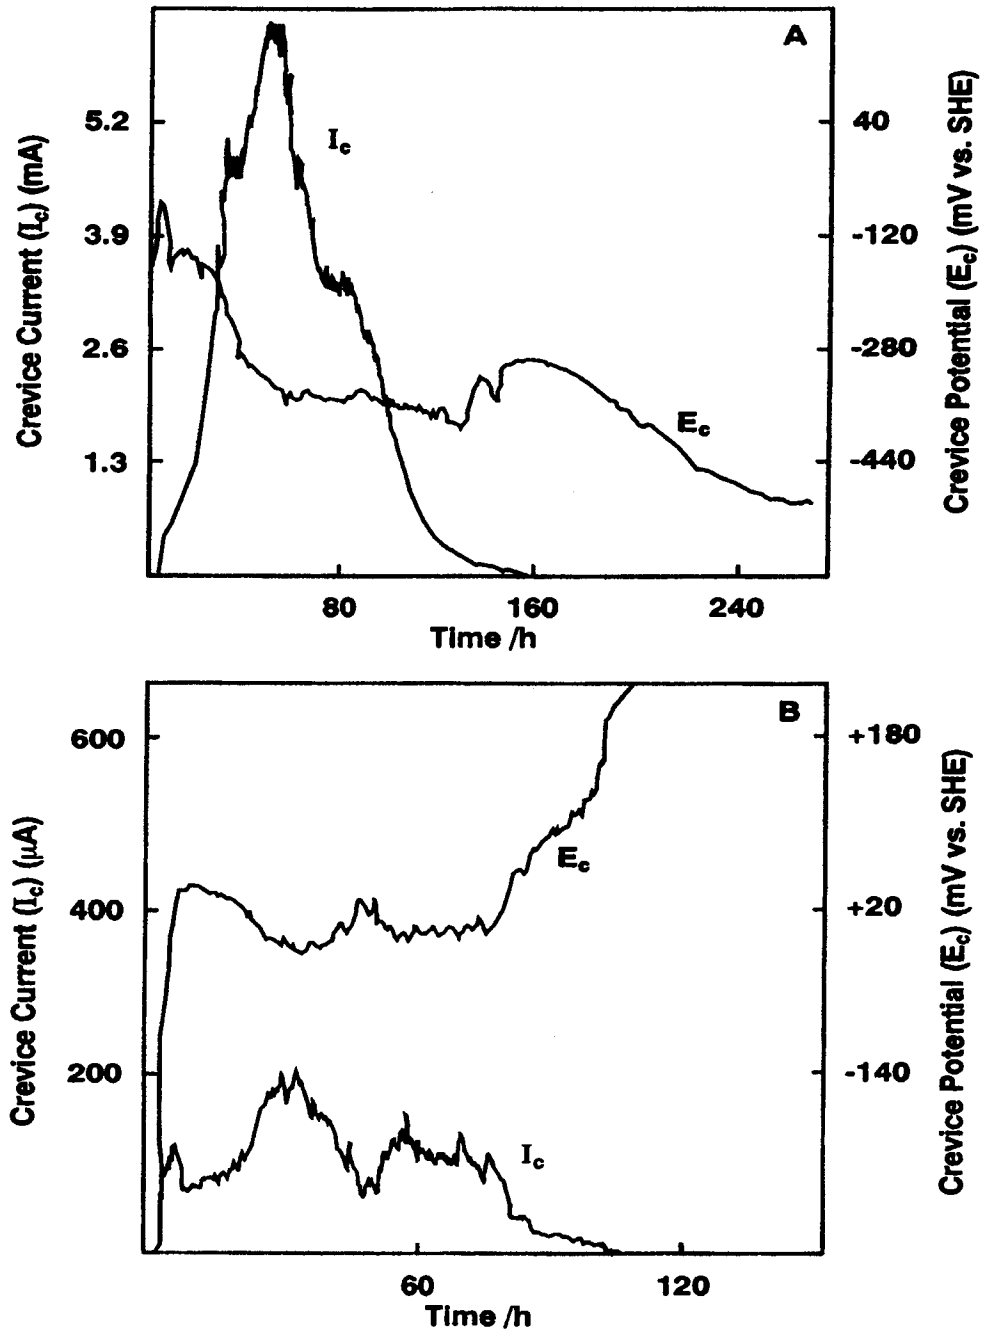 A
Crevice Current (Ic) (mA)
5.2
3.9
2.6
1.3
Ic
Ec
40
-120
-280
-440
Crevice Potential (Ec) (mV vs. SHE)
80 160 240
Time /h
B
Crevice Current (Ic) (μA)
600
400
200
Ec
Ic
+180
+20
-140
Crevice Potential (Ec) (mV vs. SHE)
60 120
Time /h